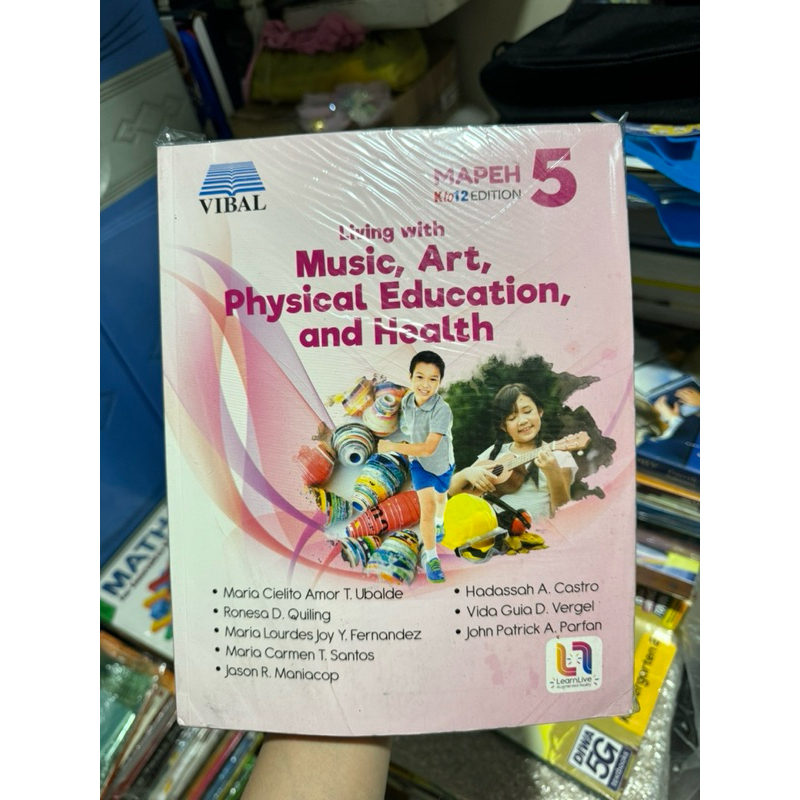 VIBAL
MAPEH 5
K to 12 EDITION
Living with
Music, Art,
Physical Education,
and Health
• Maria Cielito Amor T. Ubalde
• Ronesa D. Quiling
• Maria Lourdes Joy Y. Fernandez
• Maria Carmen T. Santos
• Jason R. Maniacop
• Hadassah A. Castro
• Vida Guia D. Vergel
• John Patrick A. Parfan
LearnLive
MATH
DIWA
5G